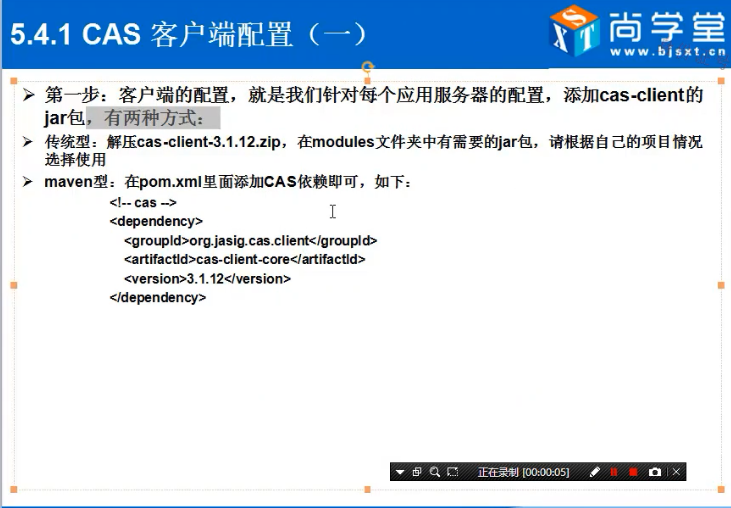 5.4.1 CAS 客户端配置（一）
尚学堂
www.bjsxt.cn
第一步：客户端的配置，就是我们针对每个应用服务器的配置，添加cas-client的
jar包，有两种方式：
传统型：解压cas-client-3.1.12.zip，在modules文件夹中有需要的jar包，请根据自己的项目情况
选择使用
maven型：在pom.xml里面添加CAS依赖即可，如下：
<!-- cas -->
<dependency>
<groupId>org.jasig.cas.client</groupId>
<artifactId>cas-client-core</artifactId>
<version>3.1.12</version>
</dependency>
正在录制 [00:00:05]